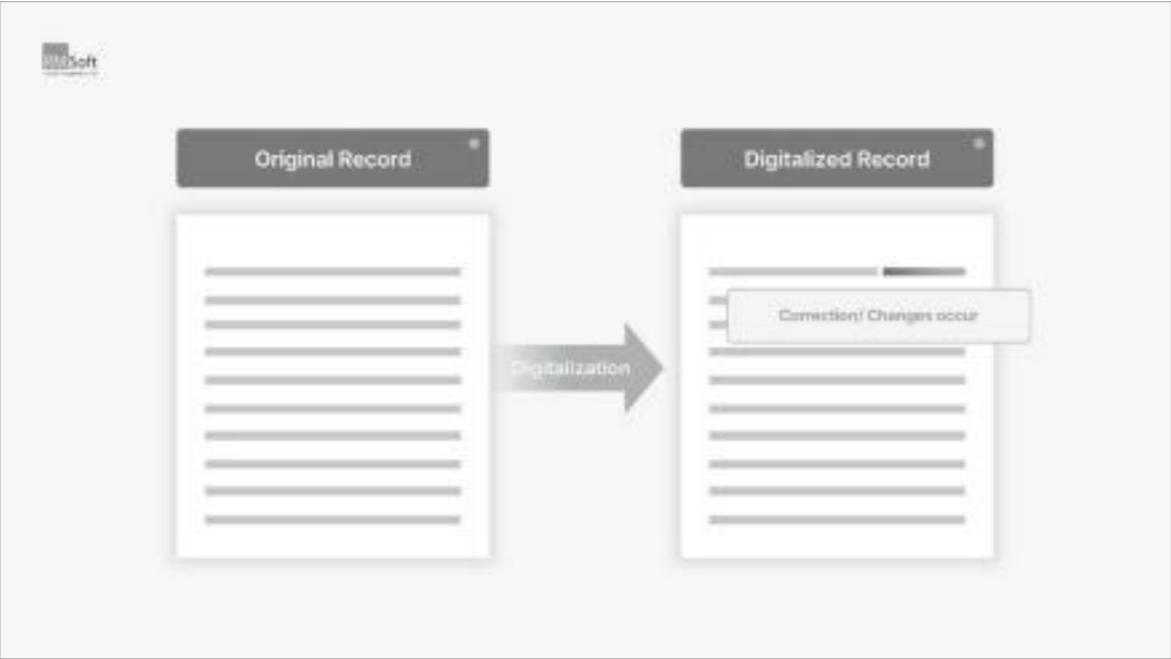 Soft
Original Record
Digitalized Record
Correction/ Changes occur
Digitalization